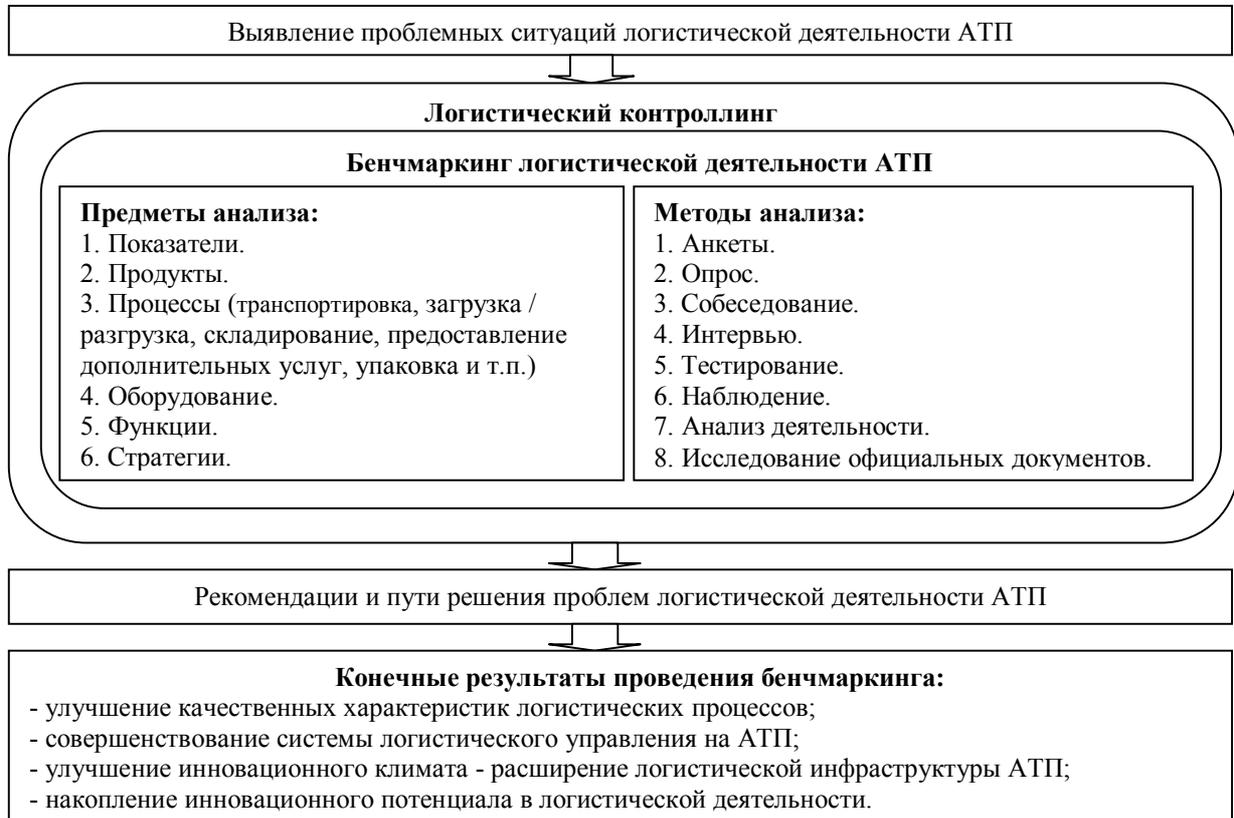 Выявление проблемных ситуаций логистической деятельности АТП
Логистический контроллинг
Бенчмаркинг логистической деятельности АТП
Предметы анализа:
1. Показатели.
2. Продукты.
3. Процессы (транспортировка, загрузка /
разгрузка, складирование, предоставление
дополнительных услуг, упаковка и т.п.)
4. Оборудование.
5. Функции.
6. Стратегии.
Методы анализа:
1. Анкеты.
2. Опрос.
3. Собеседование.
4. Интервью.
5. Тестирование.
6. Наблюдение.
7. Анализ деятельности.
8. Исследование официальных документов.
Рекомендации и пути решения проблем логистической деятельности АТП
Конечные результаты проведения бенчмаркинга:
- улучшение качественных характеристик логистических процессов;
- совершенствование системы логистического управления на АТП;
- улучшение инновационного климата - расширение логистической инфраструктуры АТП;
- накопление инновационного потенциала в логистической деятельности.